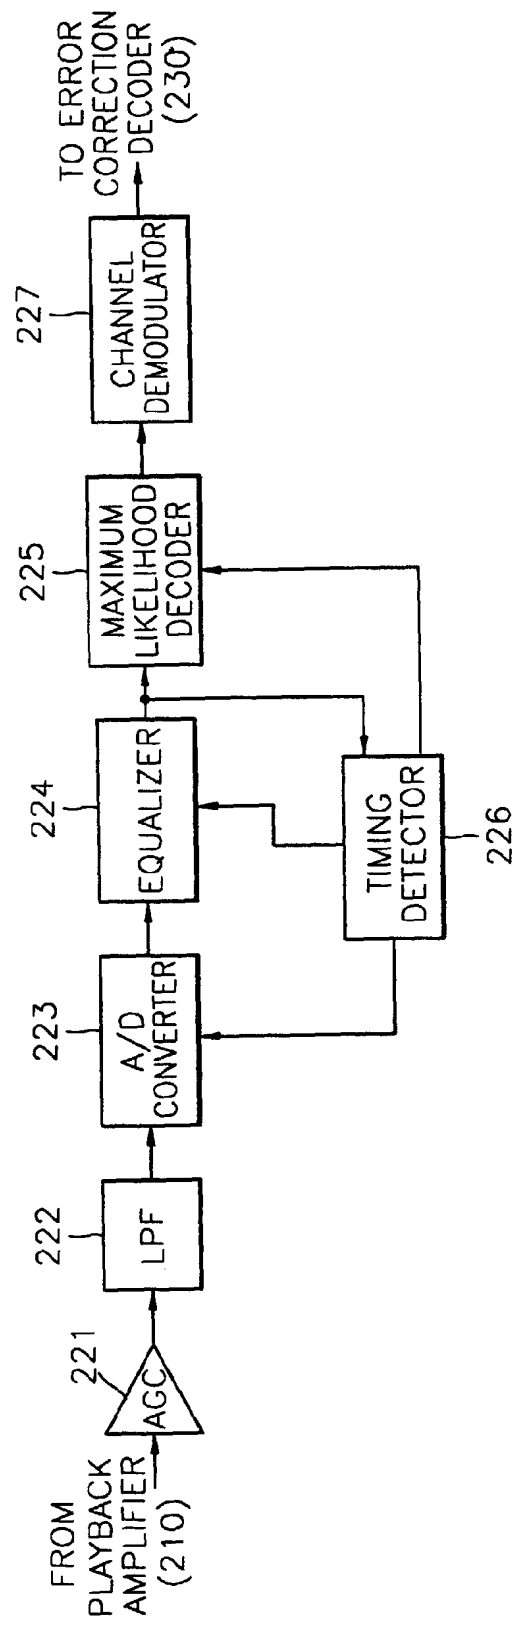 FROM
PLAYBACK
AMPLIFIER
(210)
221
AGC
222
LPF
223
A/D
CONVERTER
224
EQUALIZER
225
MAXIMUM
LIKELIHOOD
DECODER
226
TIMING
DETECTOR
227
CHANNEL
DEMODULATOR
TO ERROR
CORRECTION
DECODER
(230)